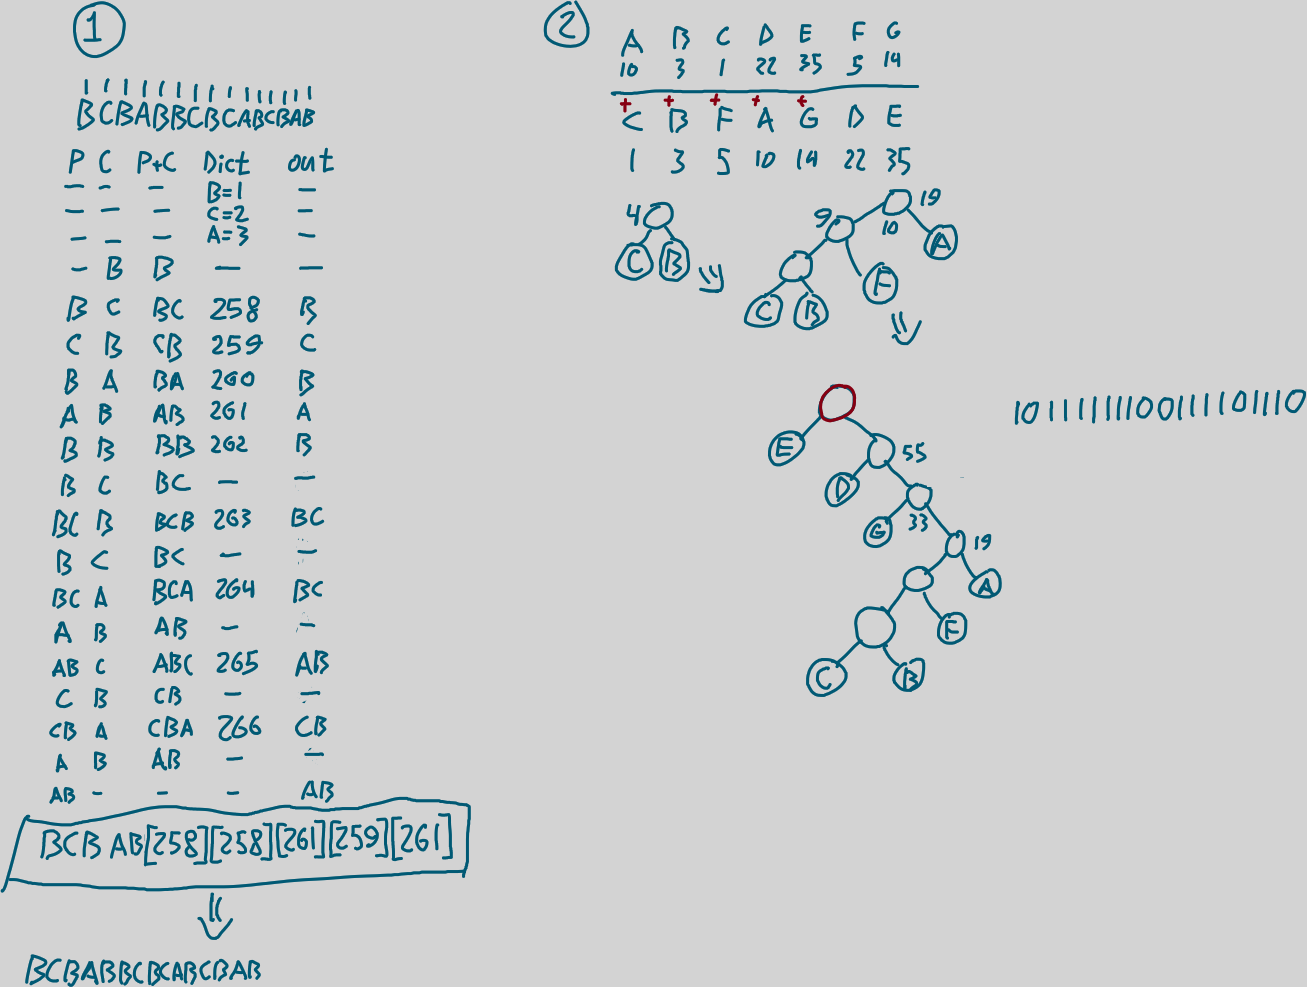 1
BCBABBCBCABCBAB
P C P+C Dict out
- - - B=1 -
- - - C=2 -
- - - A=3 -
- B B - -
B C BC 258 B
C B CB 259 C
B A BA 260 B
A B AB 261 A
B B BB 262 B
B C BC - -
BC B BCB 263 BC
B C BC - -
BC A BCA 264 BC
A B AB - -
AB C ABC 265 AB
C B CB - -
CB A CBA 266 CB
A B AB - -
AB - - - AB
BCB AB[258][258][261][259][261]
BCBABBCBCABCBAB
2
A B C D E F G
10 3 1 22 35 5 14
+ + + + +
C B F A G D E
1 3 5 10 14 22 35
4
C B
19
9
10
A
F
C B
E
55
D
G
33
19
A
F
C B
10111111100111101110